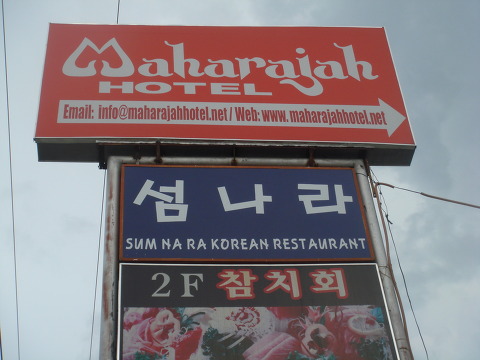 Maharajah
HOTEL
Email: info@maharajahhotel.net / Web: www.maharajahhotel.net
섬나라
SUM NA RA KOREAN RESTAURANT
2F 참치회